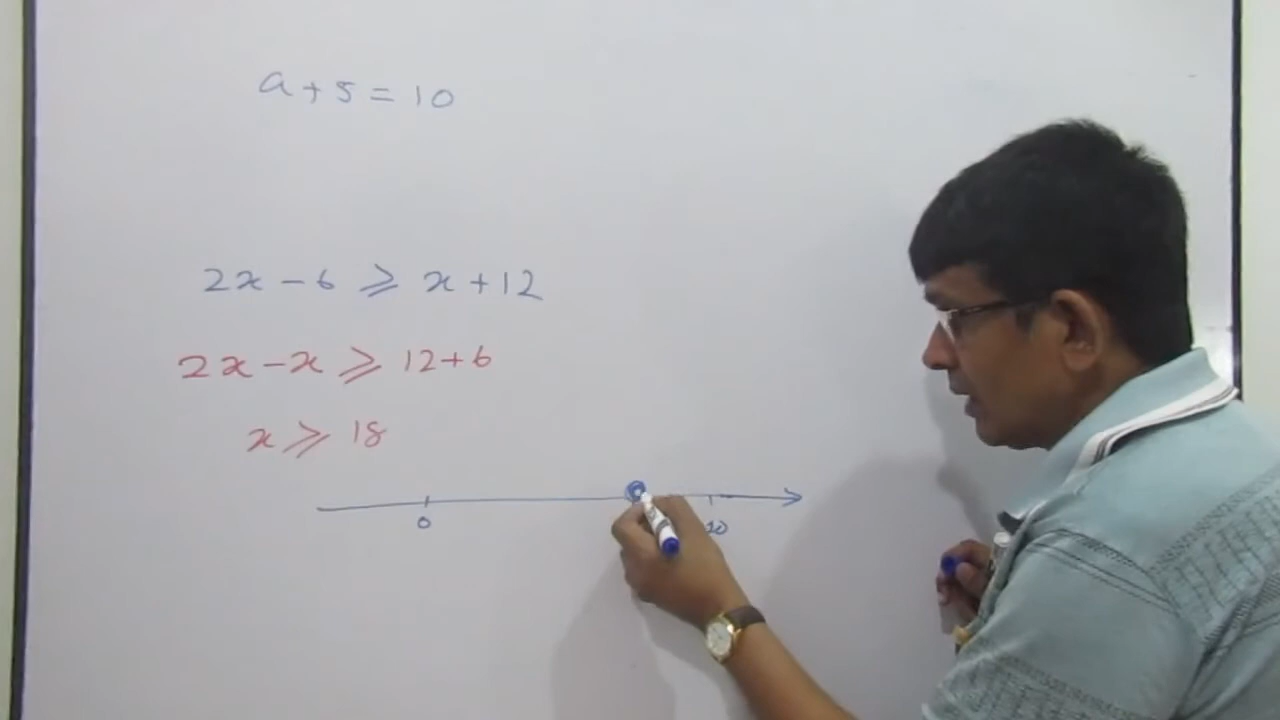 a + 5 = 10
2x - 6 ⩾ x + 12
2x - x ⩾ 12 + 6
x ⩾ 18
0